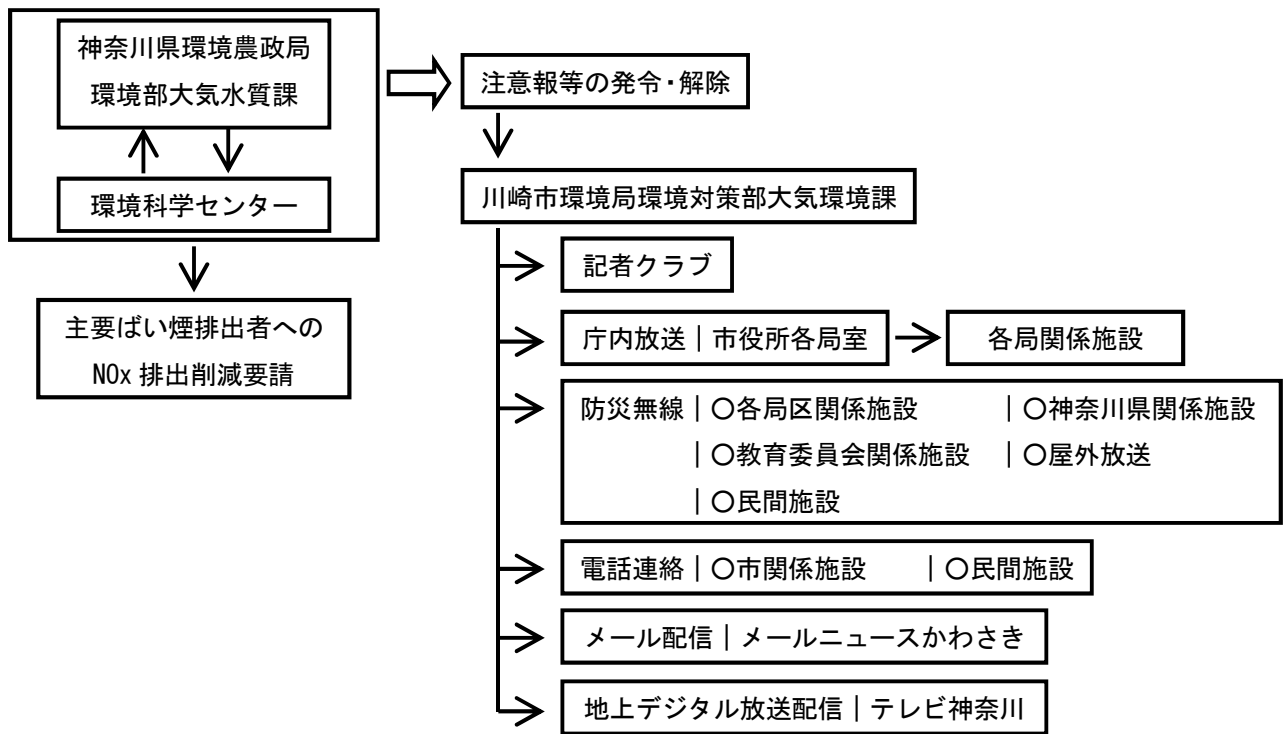 神奈川県環境農政局
環境部大気水質課
環境科学センター
主要ばい煙排出者への
NOx 排出削減要請
注意報等の発令・解除
川崎市環境局環境対策部大気環境課
記者クラブ
庁内放送｜市役所各局室
各局関係施設
防災無線｜〇各局区関係施設 ｜〇神奈川県関係施設
｜〇教育委員会関係施設 ｜〇屋外放送
｜〇民間施設
電話連絡｜〇市関係施設 ｜〇民間施設
メール配信｜メールニュースかわさき
地上デジタル放送配信｜テレビ神奈川